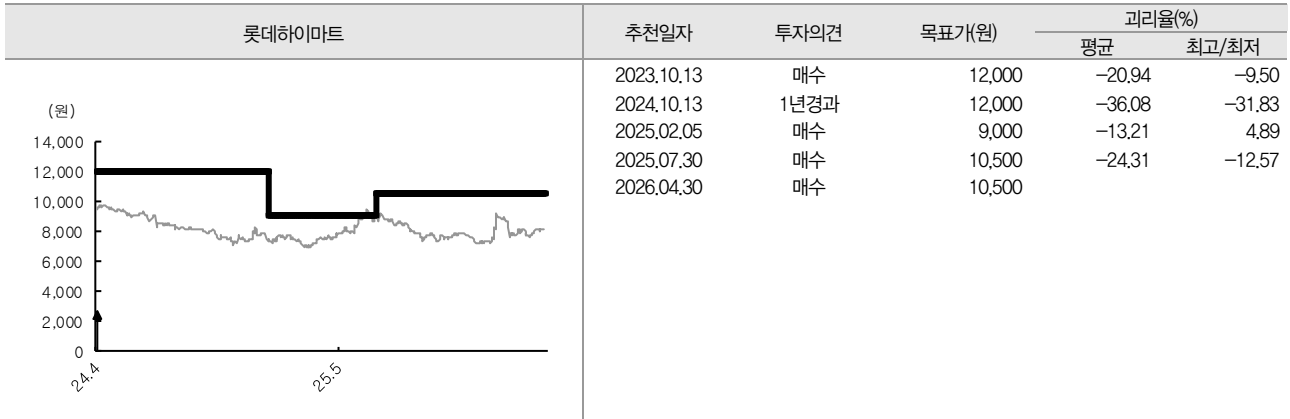 롯데하이마트
추천일자 투자의견 목표가(원) 괴리율(%)
평균 최고/최저
2023.10.13 매수 12,000 -20.94 -9.50
2024.10.13 1년경과 12,000 -36.08 -31.83
2025.02.05 매수 9,000 -13.21 4.89
2025.07.30 매수 10,500 -24.31 -12.57
2026.04.30 매수 10,500
(원)
14,000
12,000
10,000
8,000
6,000
4,000
2,000
0
24.4 25.5